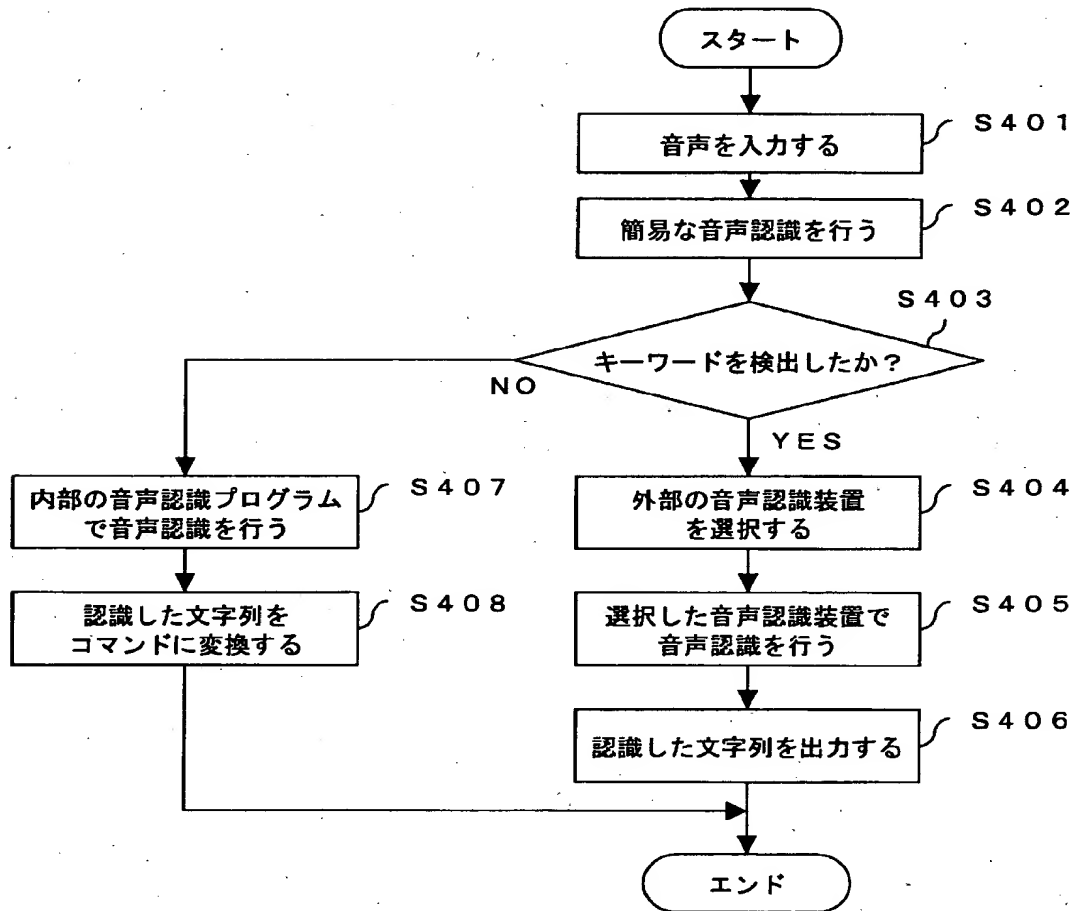 スタート
音声を入力する
S401
簡易な音声認識を行う
S402
S403
キーワードを検出したか?
NO
YES
内部の音声認識プログラム
で音声認識を行う
S407
外部の音声認識装置
を選択する
S404
認識した文字列を
コマンドに変換する
S408
選択した音声認識装置で
音声認識を行う
S405
認識した文字列を出力する
S406
エンド